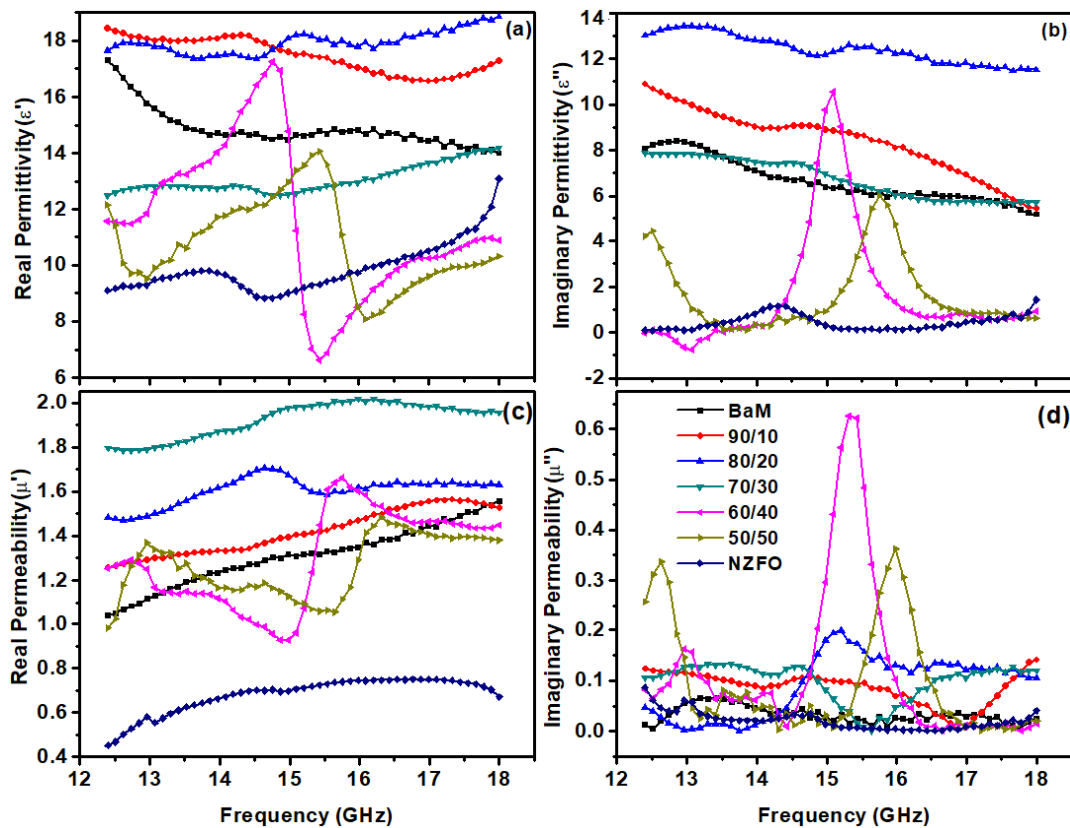 (a)
Real Permittivity (ε')
18
16
14
12
10
8
6
(b)
Imaginary Permittivity (ε'')
14
12
10
8
6
4
2
0
-2
(c)
Real Permeability (μ')
2.0
1.8
1.6
1.4
1.2
1.0
0.8
0.6
0.4
12 13 14 15 16 17 18
Frequency (GHz)
(d)
Imaginary Permeability (μ'')
0.6
0.5
0.4
0.3
0.2
0.1
0.0
BaM
90/10
80/20
70/30
60/40
50/50
NZFO
12 13 14 15 16 17 18
Frequency (GHz)